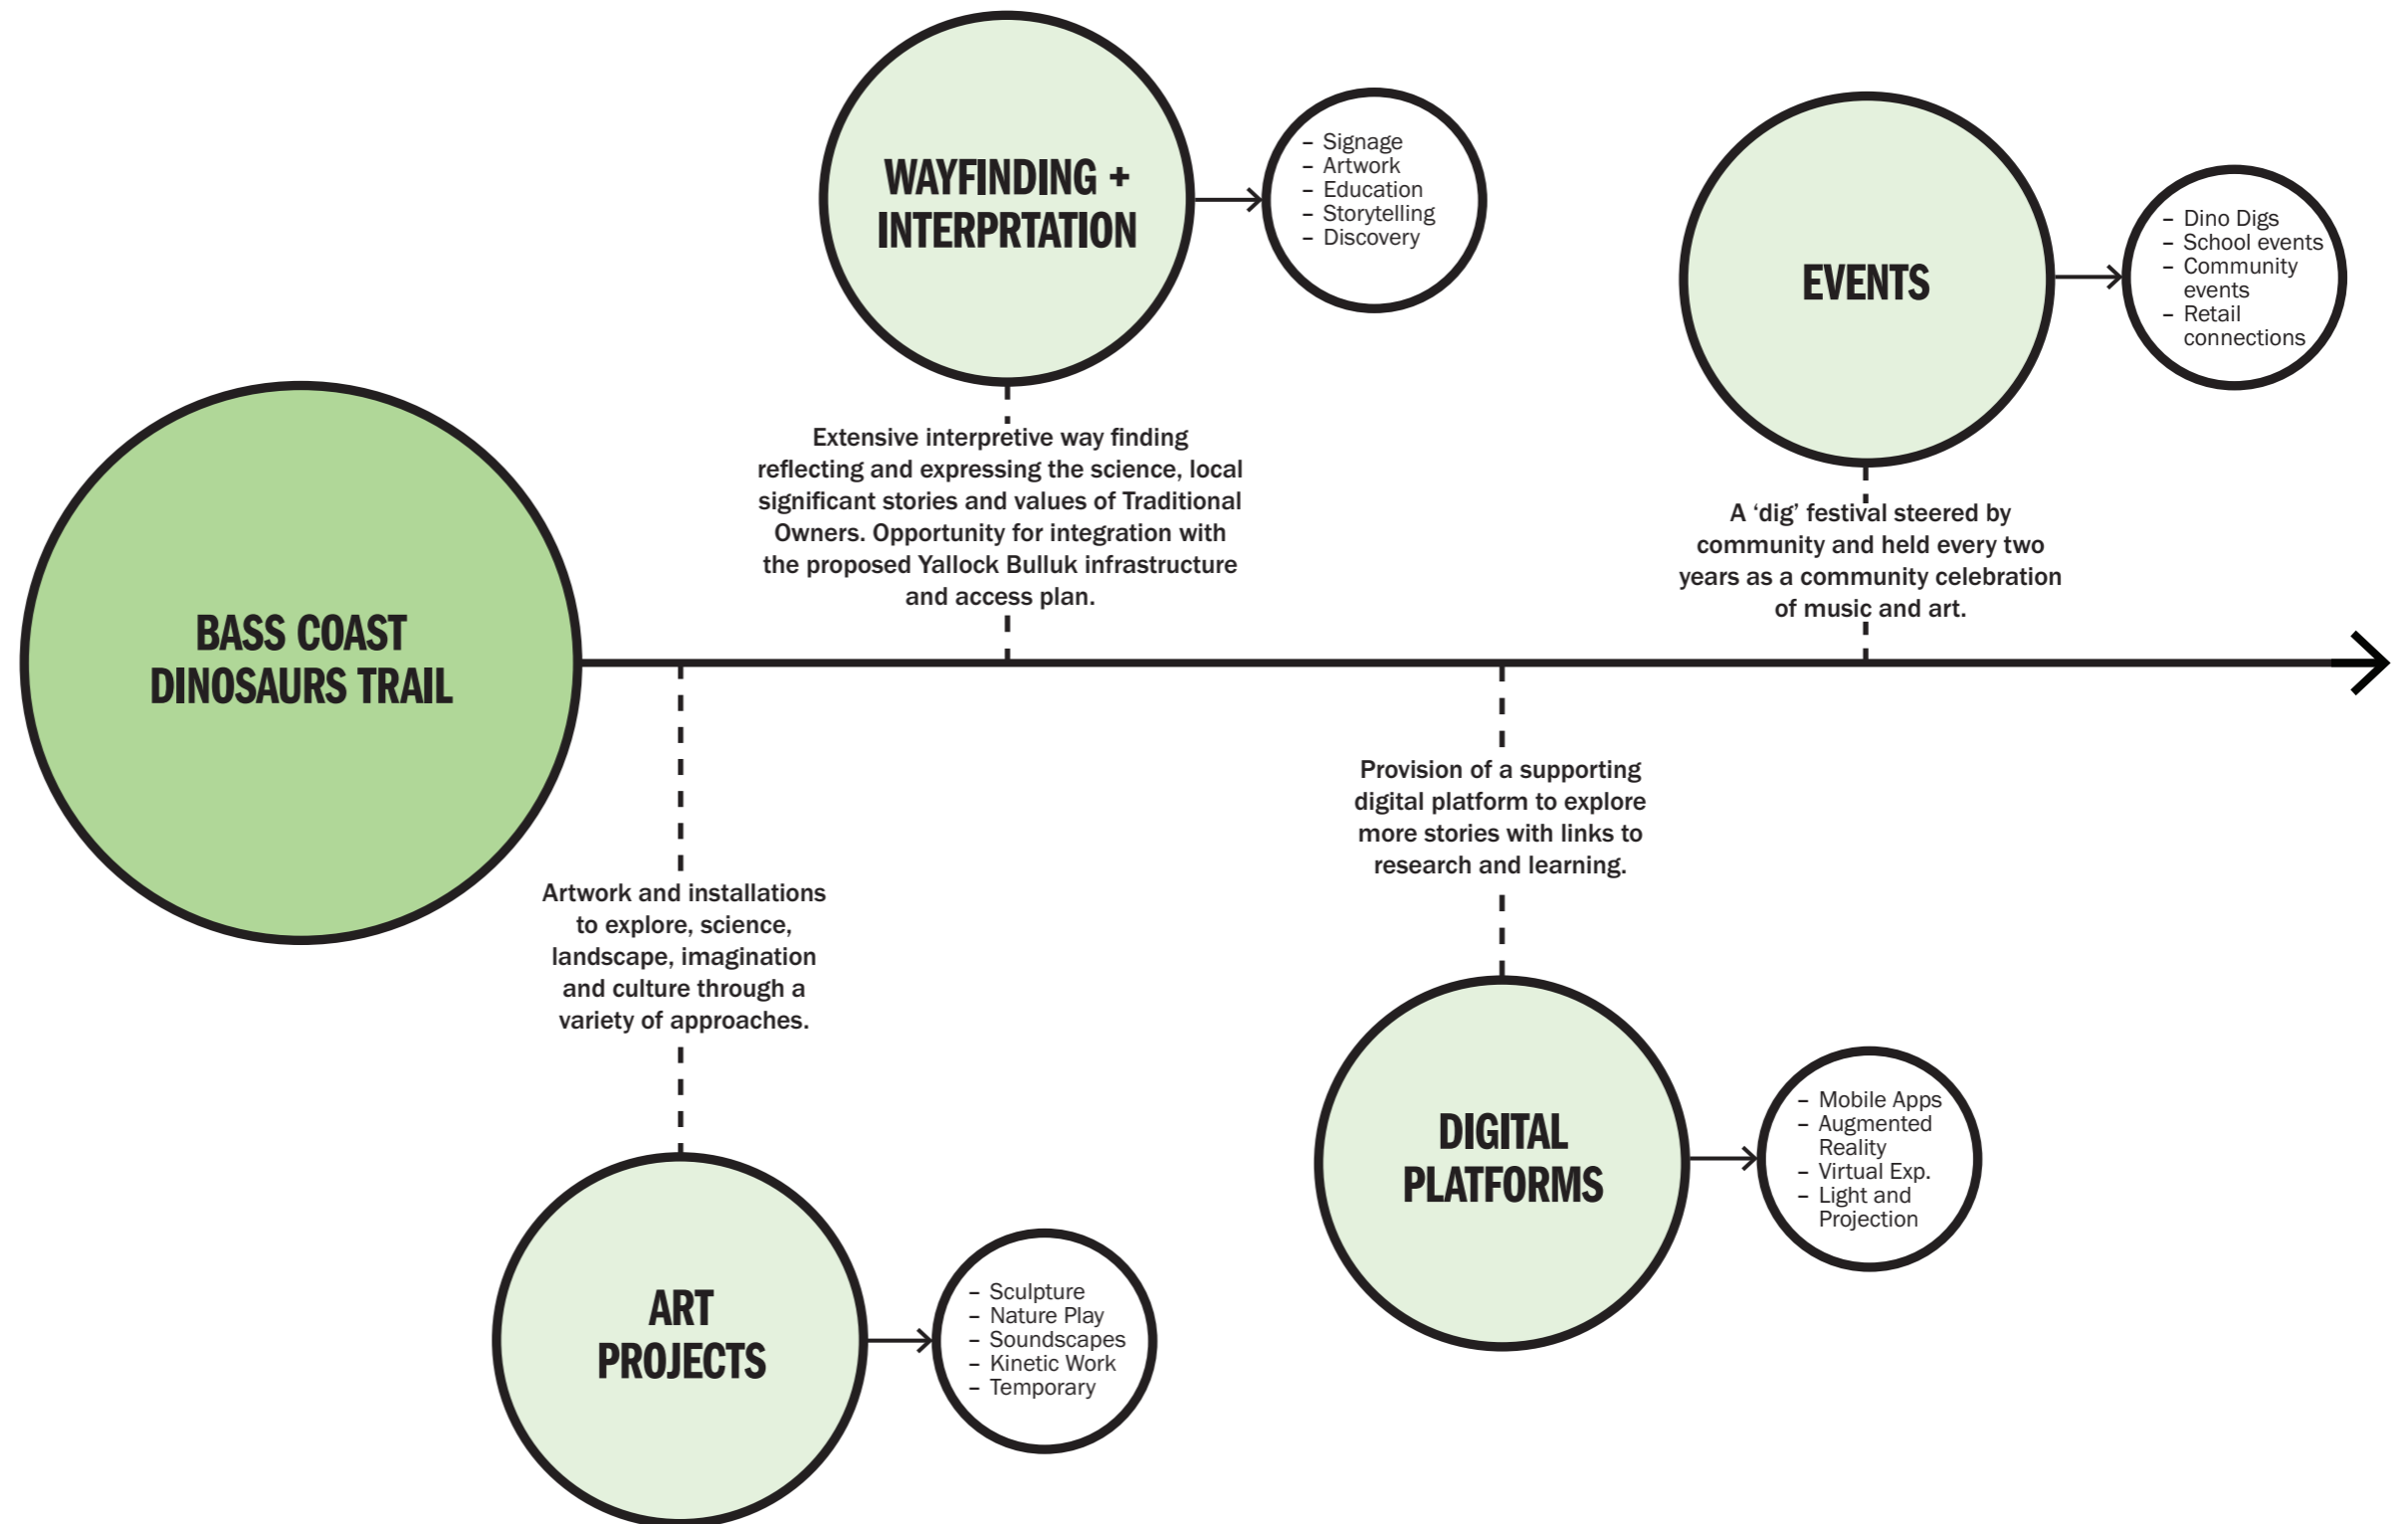 BASS COAST
DINOSAURS TRAIL
WAYFINDING +
INTERPRTATION
– Signage
– Artwork
– Education
– Storytelling
– Discovery
Extensive interpretive way finding
reflecting and expressing the science, local
significant stories and values of Traditional
Owners. Opportunity for integration with
the proposed Yallock Bulluk infrastructure
and access plan.
EVENTS
– Dino Digs
– School events
– Community
events
– Retail
connections
A ‘dig’ festival steered by
community and held every two
years as a community celebration
of music and art.
Artwork and installations
to explore, science,
landscape, imagination
and culture through a
variety of approaches.
ART
PROJECTS
– Sculpture
– Nature Play
– Soundscapes
– Kinetic Work
– Temporary
Provision of a supporting
digital platform to explore
more stories with links to
research and learning.
DIGITAL
PLATFORMS
– Mobile Apps
– Augmented
Reality
– Virtual Exp.
– Light and
Projection